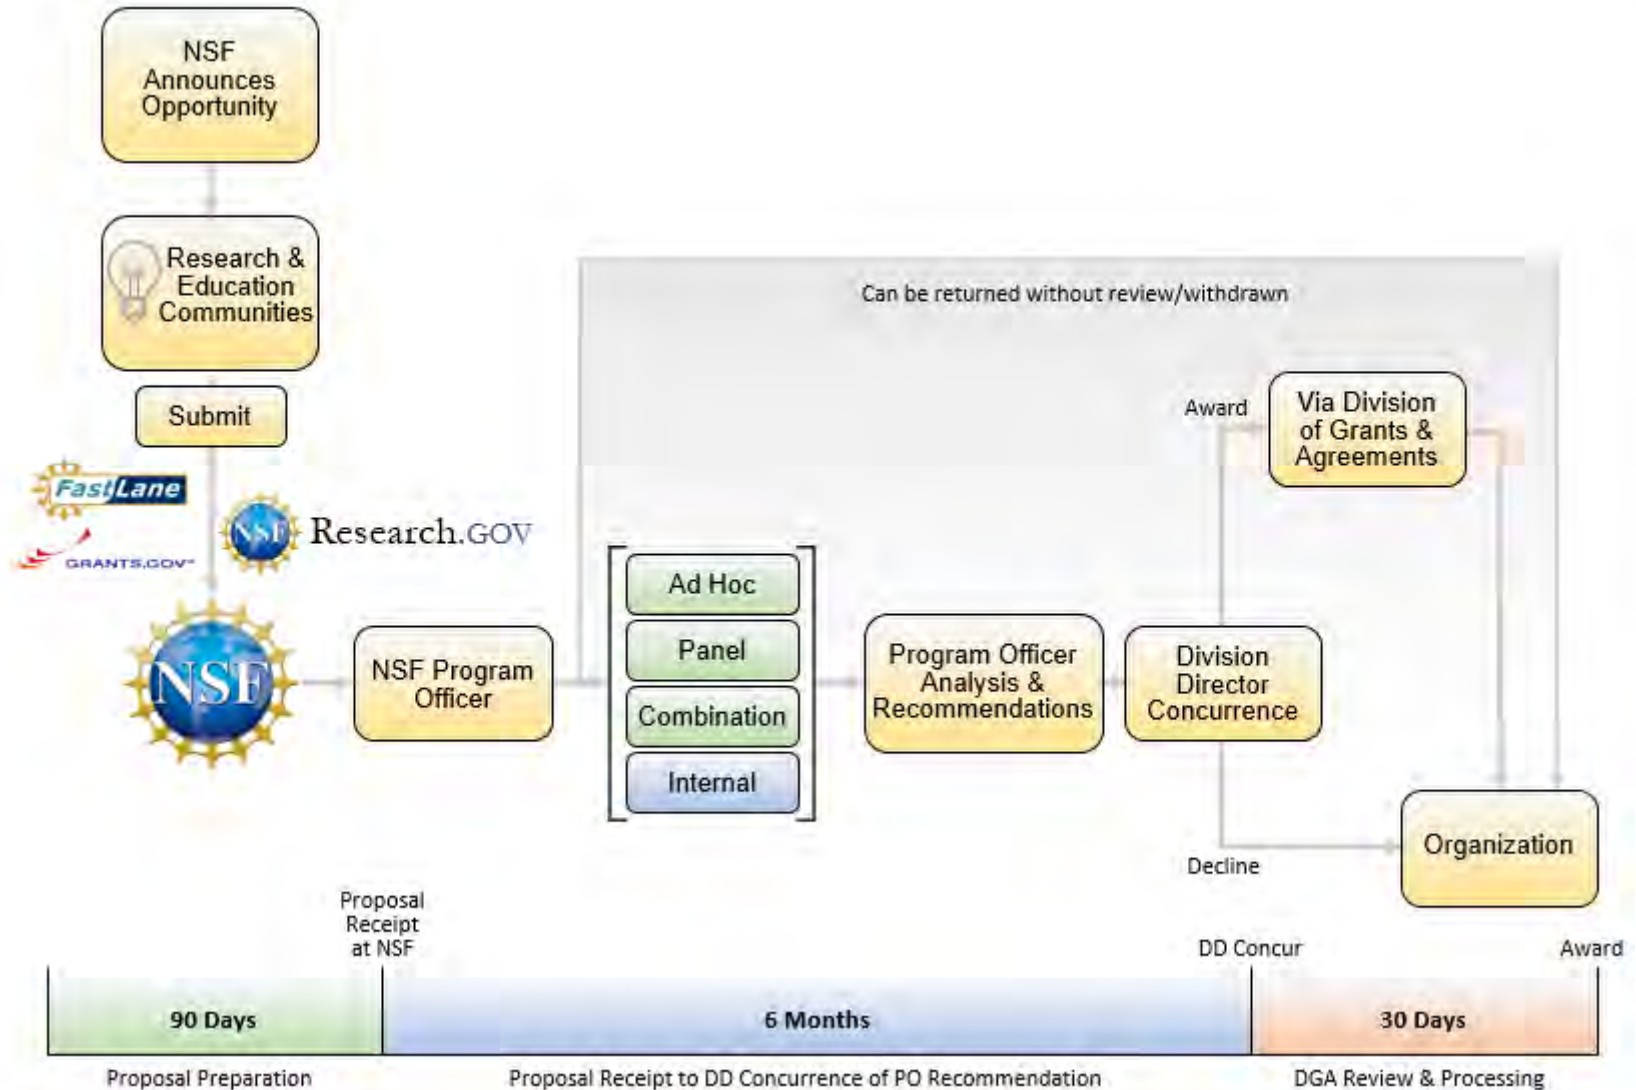 NSF
Announces
Opportunity
Research &
Education
Communities
Submit
FastLane
GRANTS.GOV
NSF
Research.GOV
NSF
NSF Program
Officer
Can be returned without review/withdrawn
Ad Hoc
Panel
Combination
Internal
Program Officer
Analysis &
Recommendations
Division
Director
Concurrence
Award
Via Division
of Grants &
Agreements
Decline
Organization
Proposal
Receipt
at NSF
DD Concur
Award
90 Days
6 Months
30 Days
Proposal Preparation
Proposal Receipt to DD Concurrence of PO Recommendation
DGA Review & Processing